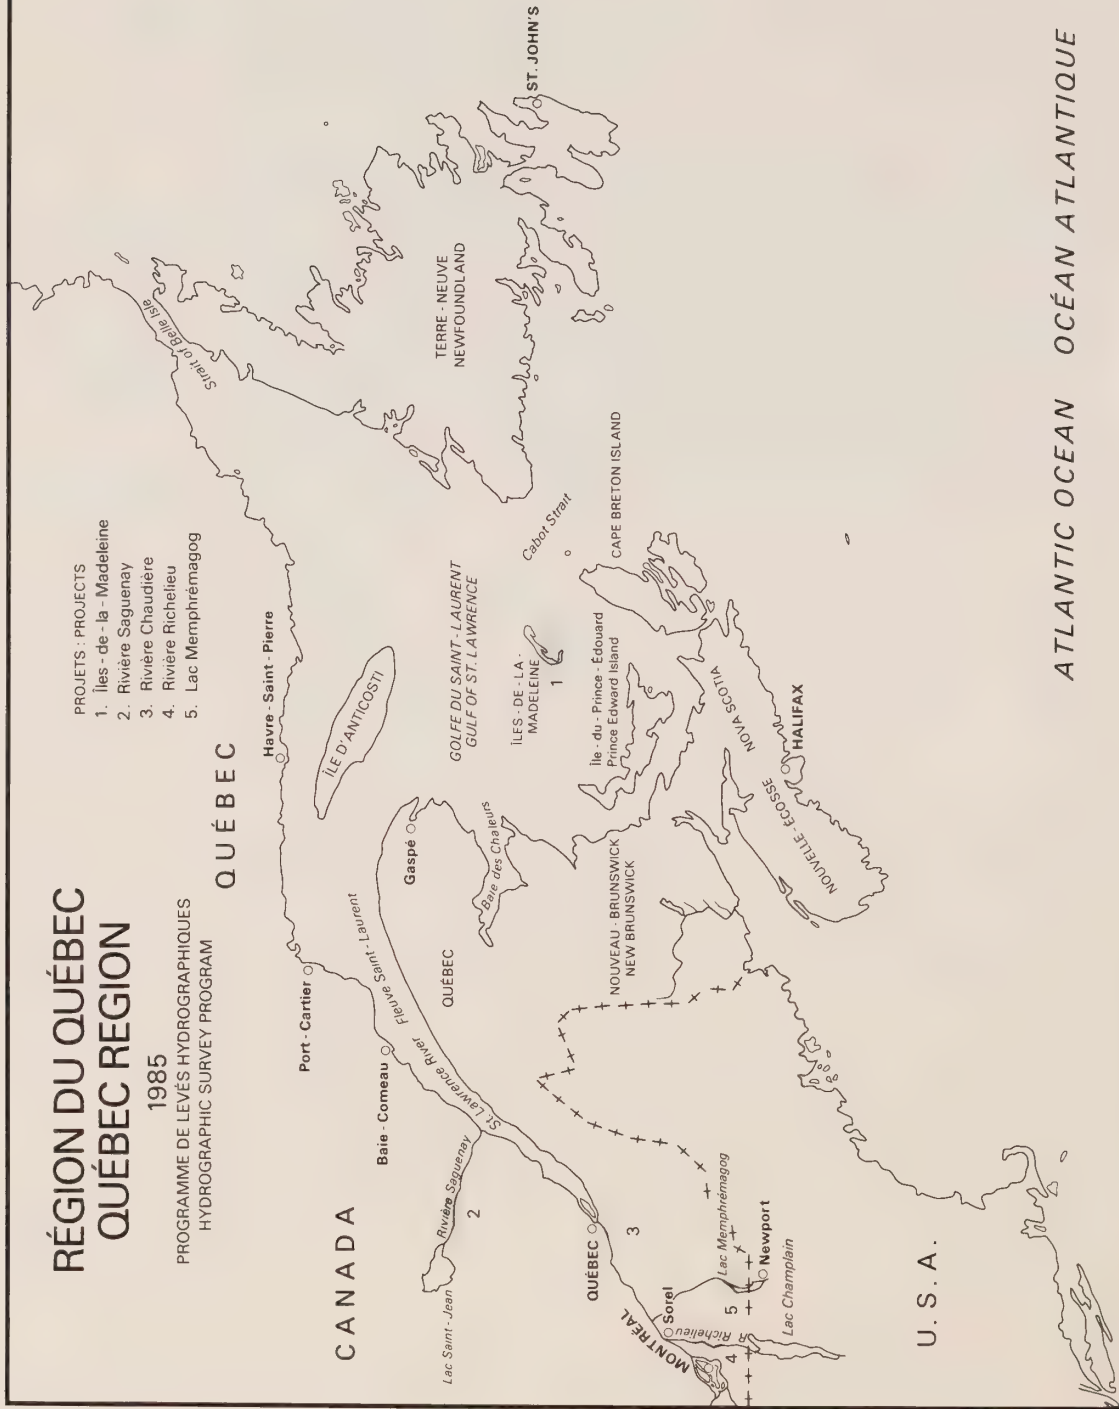 RÉGION DU QUÉBEC
QUÉBEC REGION
1985
PROGRAMME DE LEVÉS HYDROGRAPHIQUES
HYDROGRAPHIC SURVEY PROGRAM
PROJETS : PROJECTS
1. Îles - de - la - Madeleine
2. Rivière Saguenay
3. Rivière Chaudière
4. Rivière Richelieu
5. Lac Memphrémagog
CANADA
QUÉBEC
Strait of Belle Isle
Havre - Saint - Pierre
Port - Cartier
ÎLE D'ANTICOSTI
Baie - Comeau
Fleuve Saint - Laurent
St. Lawrence River
Gaspé
QUÉBEC
Baie des Chaleurs
Lac Saint - Jean
Rivière Saguenay
2
GOLFE DU SAINT - LAURENT
GULF OF ST. LAWRENCE
TERRE - NEUVE
NEWFOUNDLAND
ST. JOHN'S
ÎLES - DE - LA -
MADELEINE
1
Cabot Strait
CAPE BRETON ISLAND
Île - du - Prince - Édouard
Prince Edward Island
NOUVEAU - BRUNSWICK
NEW BRUNSWICK
QUÉBEC
3
MONTRÉAL
Sorel
R. Richelieu
4
5
Lac Memphrémagog
Newport
Lac Champlain
NOVA SCOTIA
NOUVELLE - ÉCOSSE
HALIFAX
U. S. A.
ATLANTIC OCEAN OCÉAN ATLANTIQUE